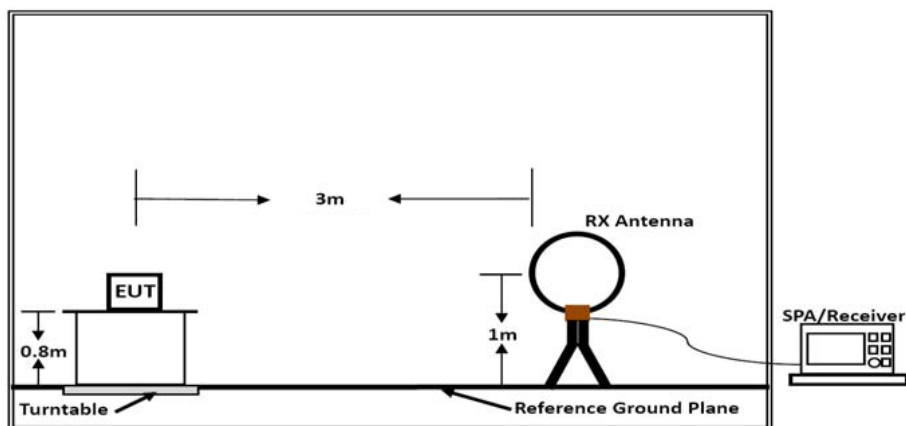 3m
RX Antenna
EUT
SPA/Receiver
0.8m
1m
Turntable
Reference Ground Plane